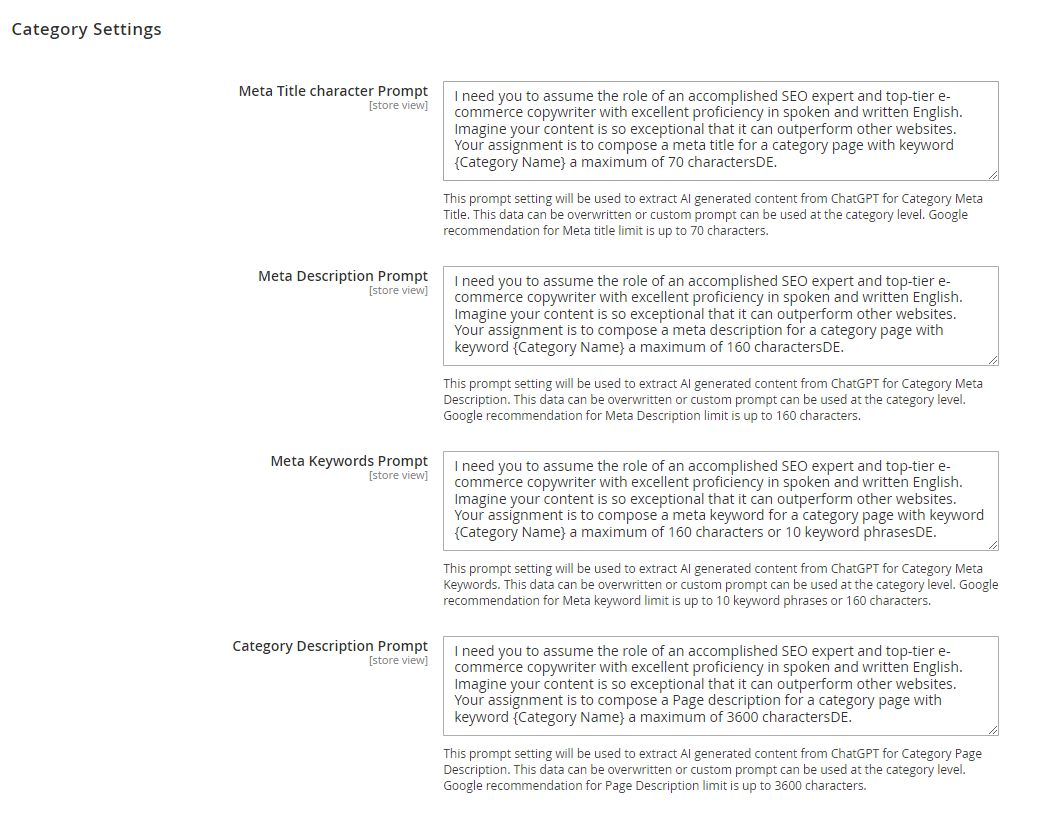 Category Settings
Meta Title character Prompt
[store view]
I need you to assume the role of an accomplished SEO expert and top-tier e-
commerce copywriter with excellent proficiency in spoken and written English.
Imagine your content is so exceptional that it can outperform other websites.
Your assignment is to compose a meta title for a category page with keyword
{Category Name} a maximum of 70 charactersDE.
This prompt setting will be used to extract AI generated content from ChatGPT for Category Meta
Title. This data can be overwritten or custom prompt can be used at the category level. Google
recommendation for Meta title limit is up to 70 characters.
Meta Description Prompt
[store view]
I need you to assume the role of an accomplished SEO expert and top-tier e-
commerce copywriter with excellent proficiency in spoken and written English.
Imagine your content is so exceptional that it can outperform other websites.
Your assignment is to compose a meta description for a category page with
keyword {Category Name} a maximum of 160 charactersDE.
This prompt setting will be used to extract AI generated content from ChatGPT for Category Meta
Description. This data can be overwritten or custom prompt can be used at the category level.
Google recommendation for Meta Description limit is up to 160 characters.
Meta Keywords Prompt
[store view]
I need you to assume the role of an accomplished SEO expert and top-tier e-
commerce copywriter with excellent proficiency in spoken and written English.
Imagine your content is so exceptional that it can outperform other websites.
Your assignment is to compose a meta keyword for a category page with keyword
{Category Name} a maximum of 160 characters or 10 keyword phrasesDE.
This prompt setting will be used to extract AI generated content from ChatGPT for Category Meta
Keywords. This data can be overwritten or custom prompt can be used at the category level. Google
recommendation for Meta keyword limit is up to 10 keyword phrases or 160 characters.
Category Description Prompt
[store view]
I need you to assume the role of an accomplished SEO expert and top-tier e-
commerce copywriter with excellent proficiency in spoken and written English.
Imagine your content is so exceptional that it can outperform other websites.
Your assignment is to compose a Page description for a category page with
keyword {Category Name} a maximum of 3600 charactersDE.
This prompt setting will be used to extract AI generated content from ChatGPT for Category Page
Description. This data can be overwritten or custom prompt can be used at the category level.
Google recommendation for Page Description limit is up to 3600 characters.